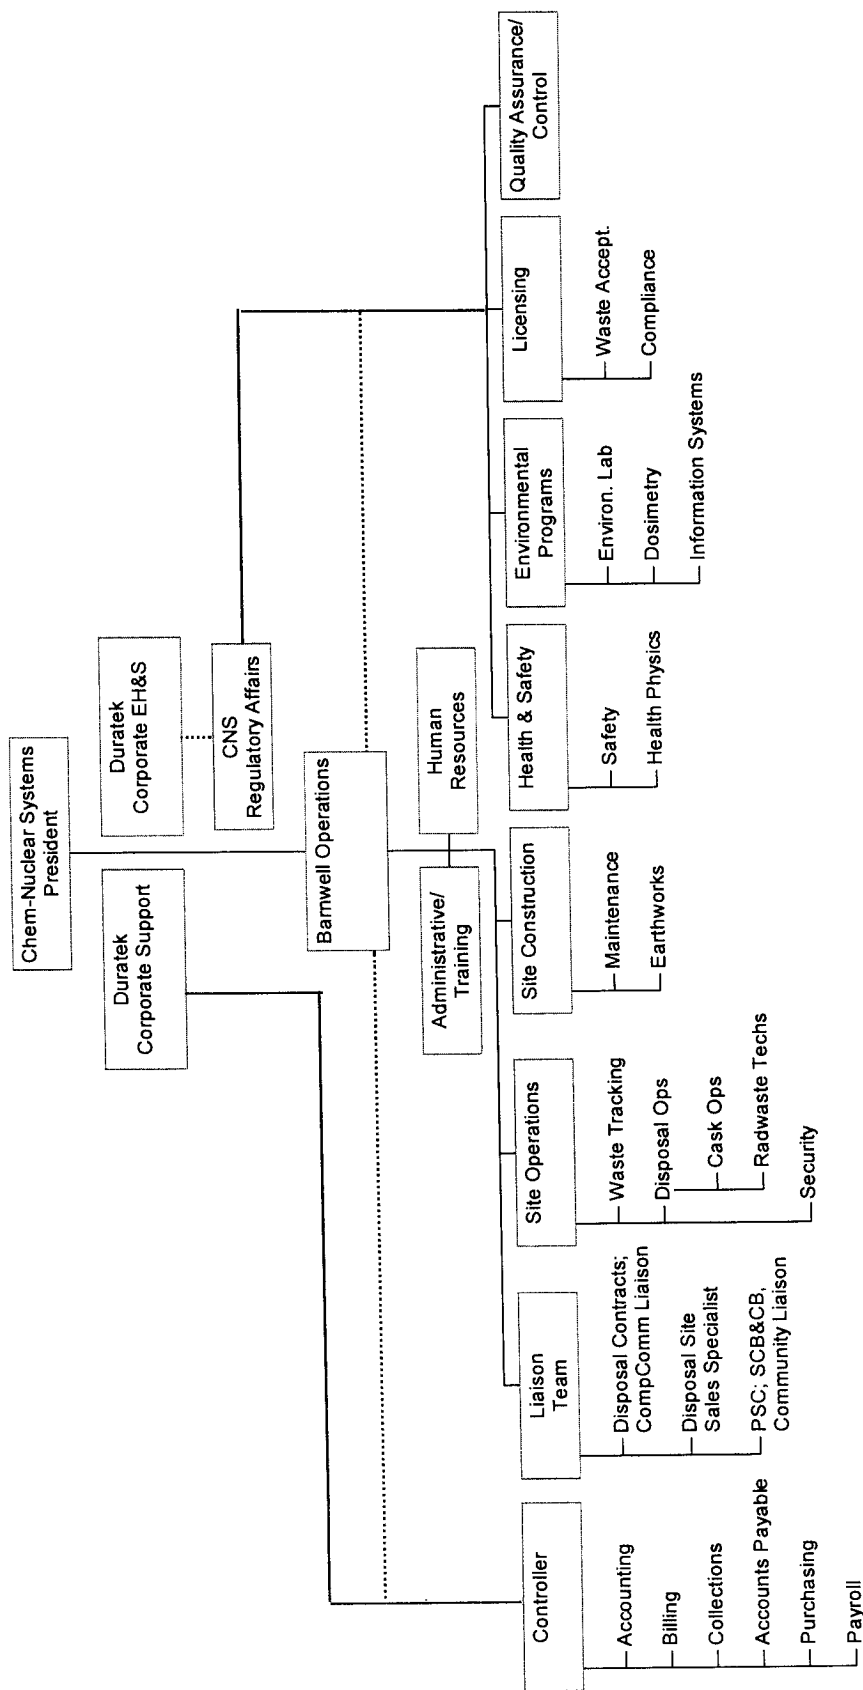 Chem-Nuclear Systems
President
Duratek
Corporate Support
Duratek
Corporate EH&S
CNS
Regulatory Affairs
Barnwell Operations
Administrative/
Training
Human
Resources
Controller
Accounting
Billing
Collections
Accounts Payable
Purchasing
Payroll
Liaison
Team
Disposal Contracts;
CompComm Liaison
Disposal Site
Sales Specialist
PSC; SCB&CB,
Community Liaison
Site Operations
Waste Tracking
Disposal Ops
Cask Ops
Radwaste Techs
Security
Site Construction
Maintenance
Earthworks
Health & Safety
Safety
Health Physics
Environmental
Programs
Environ. Lab
Dosimetry
Information Systems
Licensing
Waste Accept.
Compliance
Quality Assurance/
Control